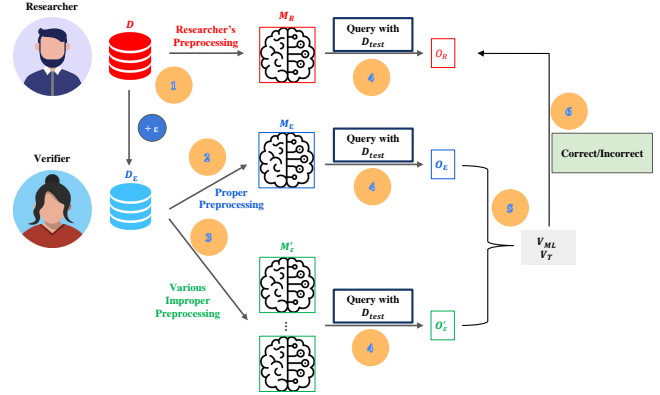 Researcher
D
Researcher's
Preprocessing
M_R
Query with
D_test
O_R
1
4
6
+ ε
Correct/Incorrect
Verifier
D_ε
2
Proper
Preprocessing
M_ε
Query with
D_test
O_ε
4
5
3
V_ML
V_T
Various
Improper
Preprocessing
M'_ε
⋮
Query with
D_test
O'_ε
4